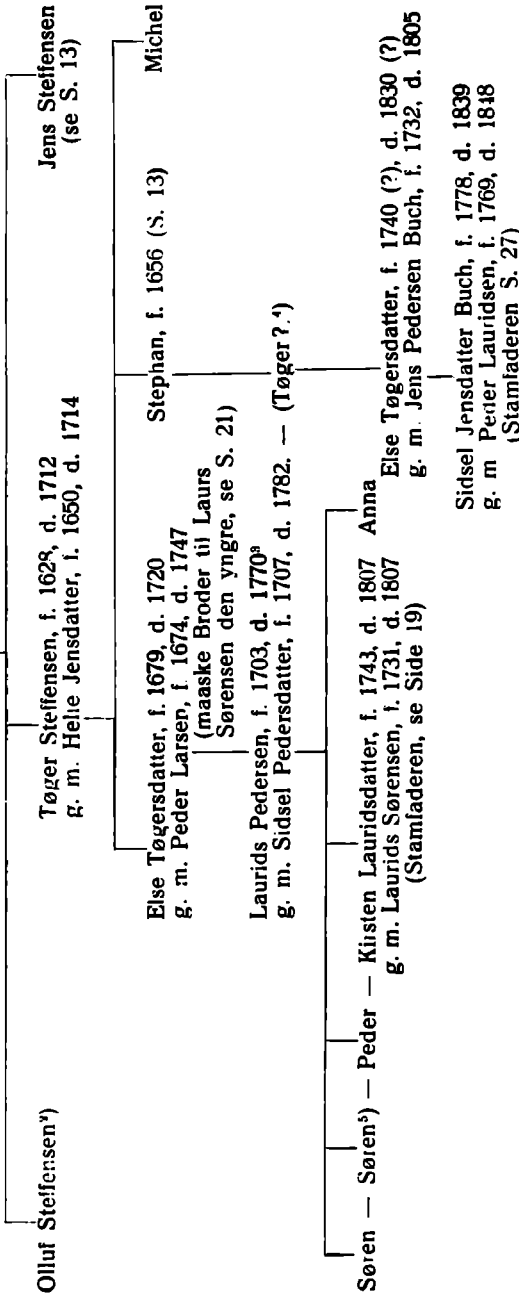 Olluf Steffensen²)
Tøger Steffensen, f. 1628, d. 1712
g. m. Helle Jensdatter, f. 1650, d. 1714
Jens Steffensen
(se S. 13)
Else Tøgersdatter, f. 1679, d. 1720
g. m. Peder Larsen, f. 1674, d. 1747
(maaske Broder til Laurs
Sørensen den yngre, se S. 21)
Stephan, f. 1656 (S. 13)
Michel
Laurids Pedersen, f. 1703, d. 1770³
g. m. Sidsel Pedersdatter, f. 1707, d. 1782. — (Tøger?.⁴)
Søren — Søren⁵) — Peder — Kirsten Lauridsdatter, f. 1743, d. 1807
g. m. Laurids Sørensen, f. 1731, d. 1807
(Stamfaderen, se Side 19)
Anna
Else Tøgersdatter, f. 1740 (?), d. 1830 (?)
g. m. Jens Pedersen Buch, f. 1732, d. 1805
Sidsel Jensdatter Buch, f. 1778, d. 1839
g. m Peder Lauridsen, f. 1769, d. 1848
(Stamfaderen S. 27)